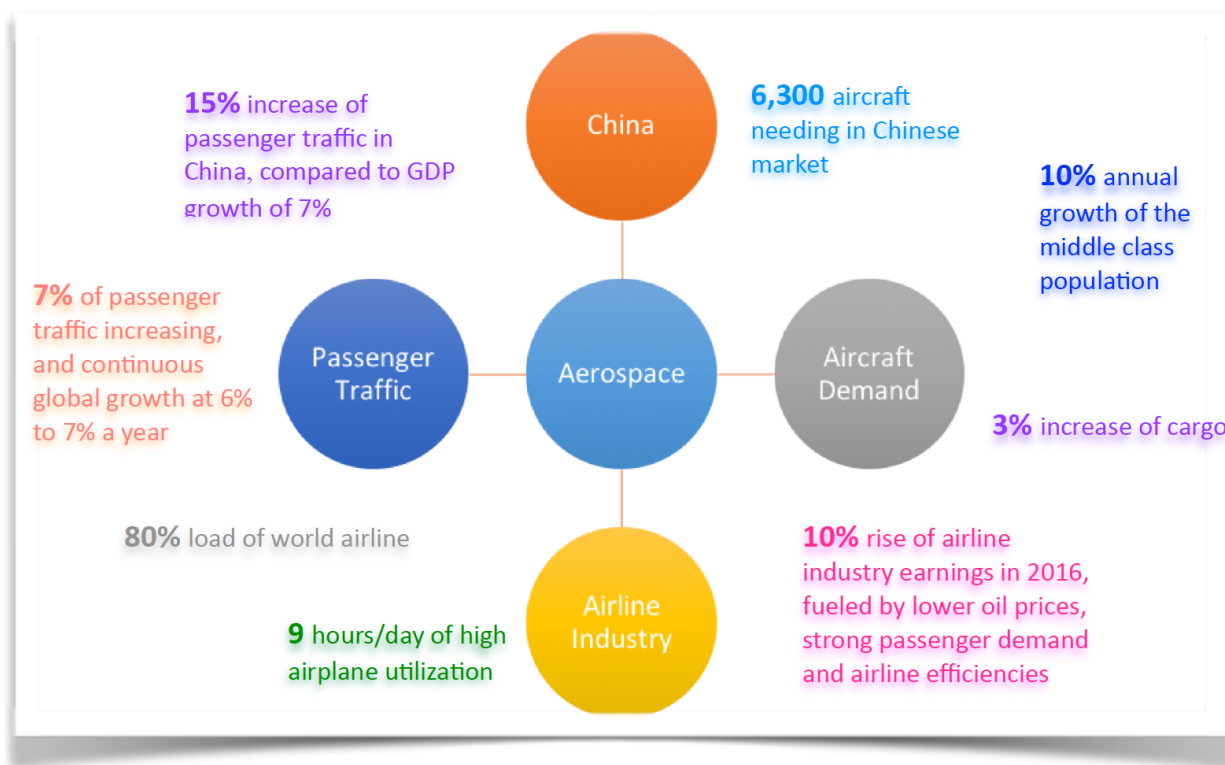 15% increase of
passenger traffic in
China, compared to GDP
growth of 7%
China
6,300 aircraft
needing in Chinese
market
10% annual
growth of the
middle class
population
7% of passenger
traffic increasing,
and continuous
global growth at 6%
to 7% a year
Passenger
Traffic
Aerospace
Aircraft
Demand
3% increase of cargo
80% load of world airline
9 hours/day of high
airplane utilization
Airline
Industry
10% rise of airline
industry earnings in 2016,
fueled by lower oil prices,
strong passenger demand
and airline efficiencies